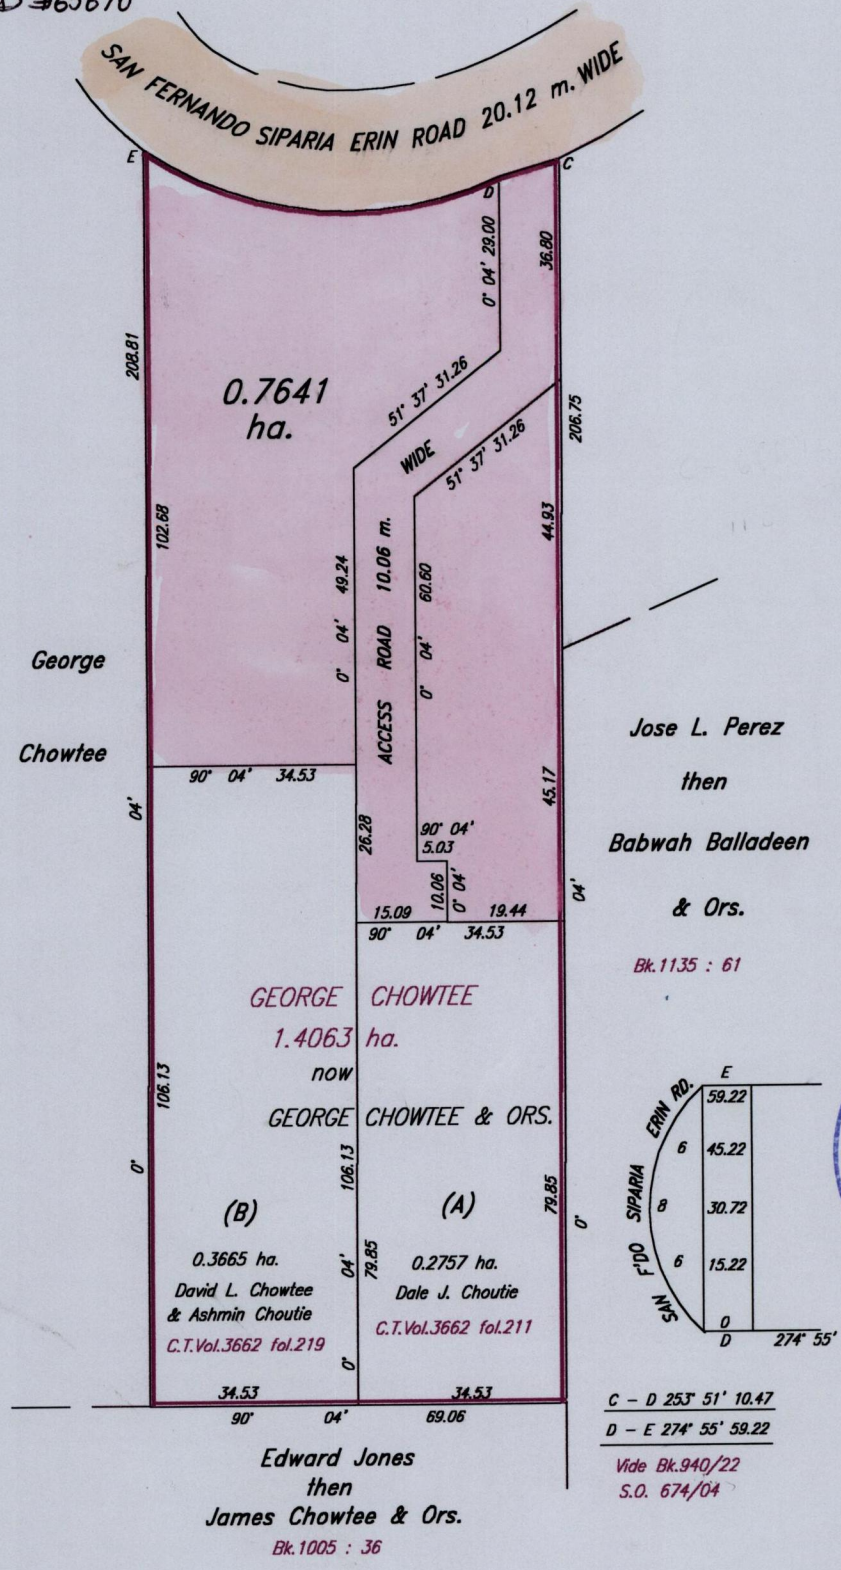 SAN FERNANDO SIPARIA ERIN ROAD 20.12 m. WIDE
E
C
D
0° 04' 29.00
36.80
208.81
0.7641
ha.
51° 37' 31.26
WIDE
51° 37' 31.26
206.75
102.68
44.93
0° 04' 49.24
ACCESS ROAD 10.06 m.
0° 04' 60.60
George
Chowtee
Jose L. Perez
then
Babwah Balladeen
& Ors.
Bk.1135 : 61
90° 04' 34.53
45.17
04'
26.28
90° 04'
5.03
10.06
0° 04'
04'
15.09
19.44
90° 04' 34.53
GEORGE CHOWTEE
1.4063 ha.
now
GEORGE CHOWTEE & ORS.
106.13
106.13
79.85
0°
0°
(B)
(A)
0.3665 ha.
0.2757 ha.
04'
79.85
David L. Chowtee
& Ashmin Choutie
Dale J. Choutie
C.T.Vol.3662 fol.219
C.T.Vol.3662 fol.211
0°
34.53
34.53
90° 04' 69.06
Edward Jones
then
James Chowtee & Ors.
Bk.1005 : 36
E
SAN F'DO SIPARIA ERIN RD.
59.22
6
45.22
8
30.72
6
15.22
0
D
274° 55'
C - D 253° 51' 10.47
D - E 274° 55' 59.22
Vide Bk.940/22
S.O. 674/04